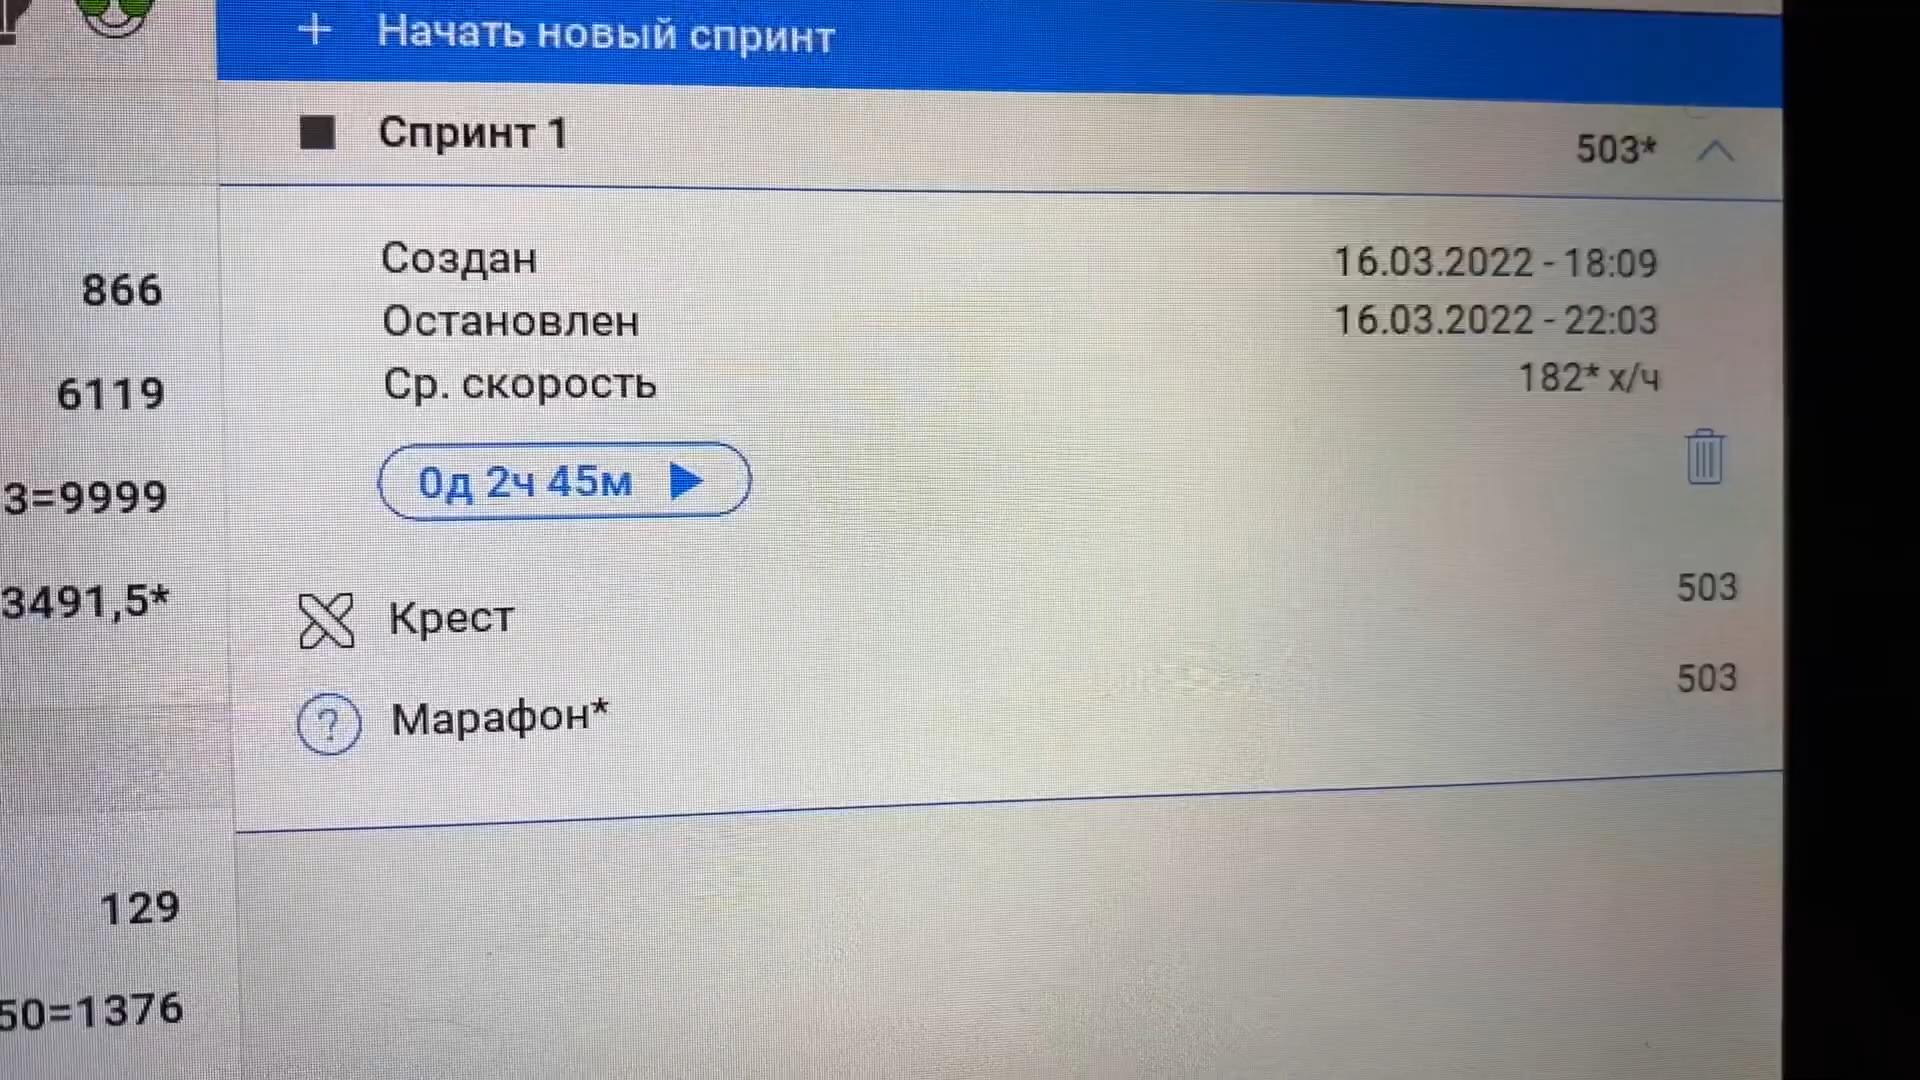 + Начать новый спринт
Спринт 1 503*
Создан 16.03.2022 - 18:09
Остановлен 16.03.2022 - 22:03
Ср. скорость 182* х/ч
0д 2ч 45м
Крест 503
? Марафон* 503
866
6119
3=9999
3491,5*
129
50=1376